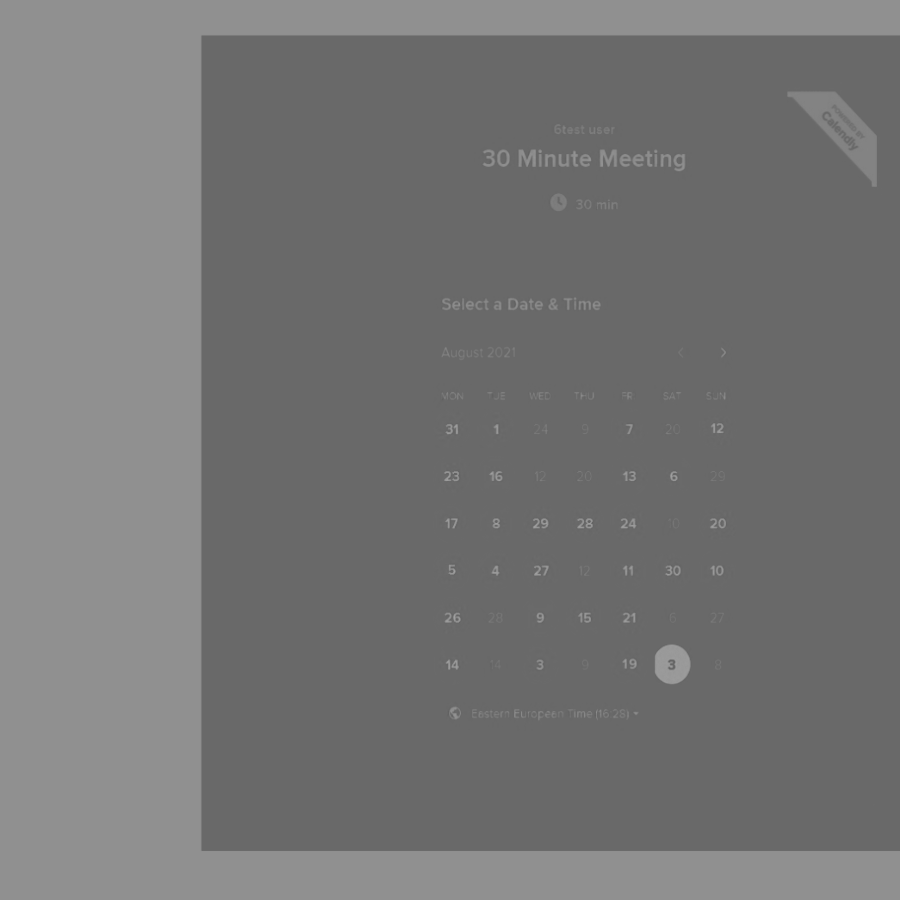 6test user
POWERED BY
Calendly
30 Minute Meeting
30 min
Select a Date & Time
August 2021
MON TUE WED THU FRI SAT SUN
31 1 24 9 7 20 12
23 16 12 20 13 6 29
17 8 29 28 24 10 20
5 4 27 12 11 30 10
26 28 9 15 21 6 27
14 14 3 9 19 3 8
Eastern European Time (16:28)